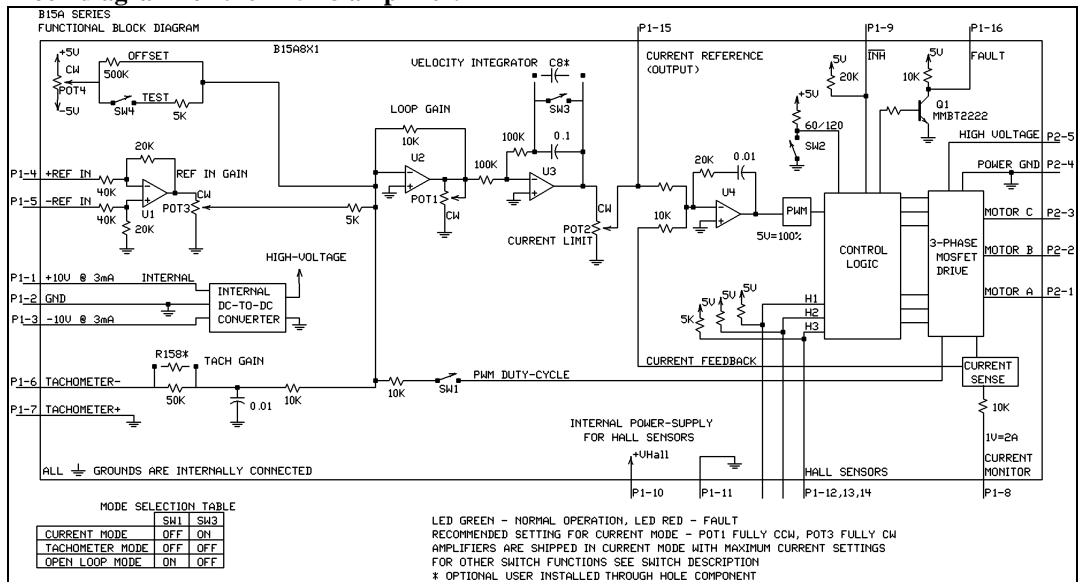 B15A SERIES
FUNCTIONAL BLOCK DIAGRAM
B15A8X1
P1-15
P1-9
P1-16
CURRENT REFERENCE
(OUTPUT)
INH
FAULT
+5V
OFFSET
CW
500K
POT4
-5V
TEST
SW4
5K
VELOCITY INTEGRATOR C8*
SW3
LOOP GAIN
10K
U2
100K
0.1
100K
U3
POT1
CW
5V
20K
5V
10K
Q1
MMBT2222
+5V
60/120
SW2
HIGH VOLTAGE P2-5
POWER GND P2-4
MOTOR C P2-3
MOTOR B P2-2
MOTOR A P2-1
20K
P1-4 +REF IN
40K
REF IN GAIN
P1-5 -REF IN
40K
U1
CW
POT3
20K
5K
20K
0.01
U4
10K
CW
POT2
CURRENT LIMIT
PWM
5V=100%
CONTROL
LOGIC
3-PHASE
MOSFET
DRIVE
HIGH-VOLTAGE
P1-1 +10V @ 3mA INTERNAL
P1-2 GND
P1-3 -10V @ 3mA
INTERNAL
DC-TO-DC
CONVERTER
5V
5V
5V
5K
H1
H2
H3
CURRENT FEEDBACK
CURRENT
SENSE
R158*
TACH GAIN
P1-6 TACHOMETER-
50K
0.01
10K
10K
SW1
PWM DUTY-CYCLE
P1-7 TACHOMETER+
10K
1V=2A
CURRENT
MONITOR
P1-8
INTERNAL POWER-SUPPLY
FOR HALL SENSORS
+VHall
P1-10
P1-11
HALL SENSORS
P1-12,13,14
ALL GROUNDS ARE INTERNALLY CONNECTED
MODE SELECTION TABLE
SW1 SW3
CURRENT MODE OFF ON
TACHOMETER MODE OFF OFF
OPEN LOOP MODE ON OFF
LED GREEN - NORMAL OPERATION, LED RED - FAULT
RECOMMENDED SETTING FOR CURRENT MODE - POT1 FULLY CCW, POT3 FULLY CW
AMPLIFIERS ARE SHIPPED IN CURRENT MODE WITH MAXIMUM CURRENT SETTINGS
FOR OTHER SWITCH FUNCTIONS SEE SWITCH DESCRIPTION
* OPTIONAL USER INSTALLED THROUGH HOLE COMPONENT